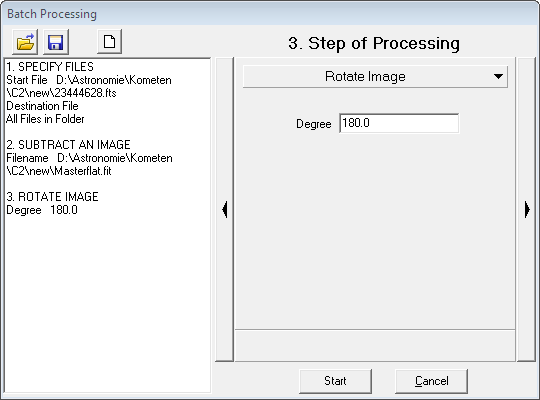 Batch Processing
1. SPECIFY FILES
Start File   D:\Astronomie\Kometen
\C2\new\23444628.fts
Destination File
All Files in Folder
2. SUBTRACT AN IMAGE
Filename   D:\Astronomie\Kometen
\C2\new\Masterflat.fit
3. ROTATE IMAGE
Degree   180.0
3. Step of Processing
Rotate Image
Degree 180.0
Start
Cancel